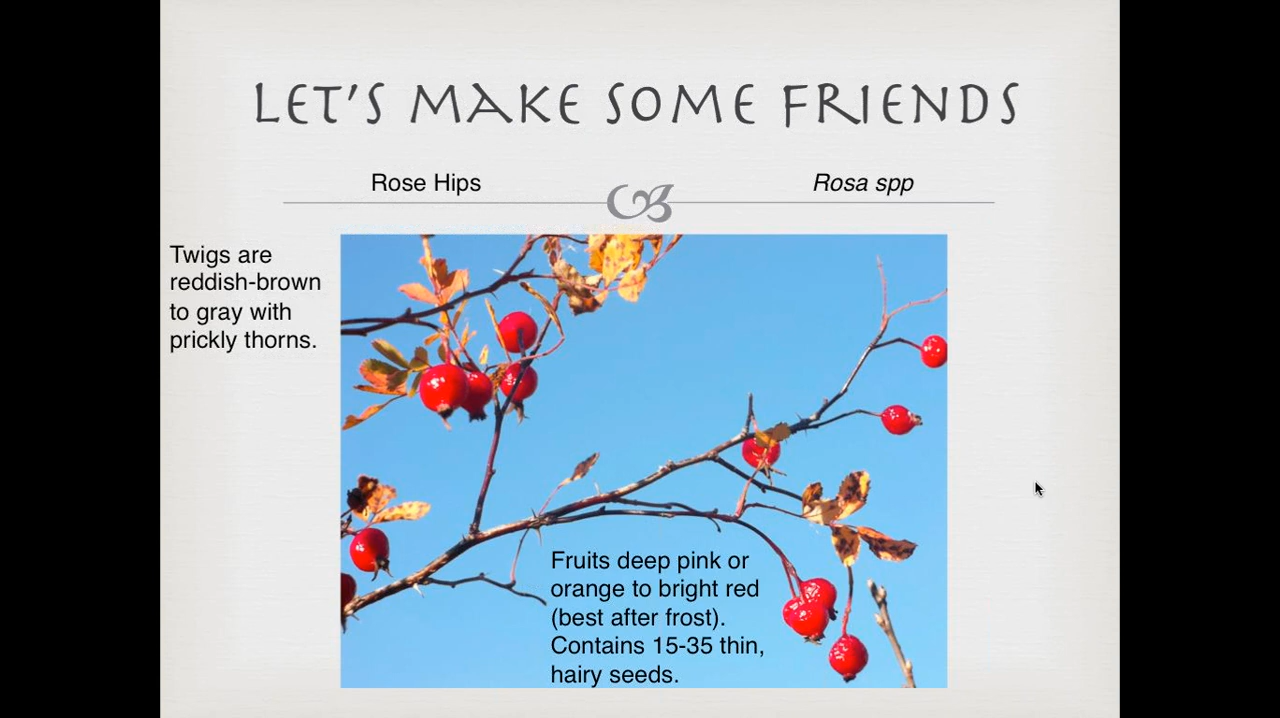 LET'S MAKE SOME FRIENDS
Rose Hips
Rosa spp
Twigs are
reddish-brown
to gray with
prickly thorns.
Fruits deep pink or
orange to bright red
(best after frost).
Contains 15-35 thin,
hairy seeds.